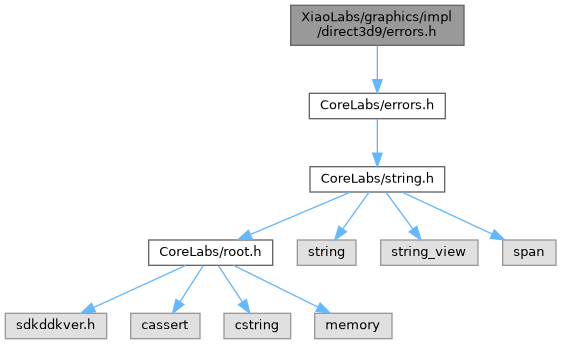 XiaoLabs/graphics/impl
/direct3d9/errors.h
CoreLabs/errors.h
CoreLabs/string.h
CoreLabs/root.h
string
string_view
span
sdkddkver.h
cassert
cstring
memory